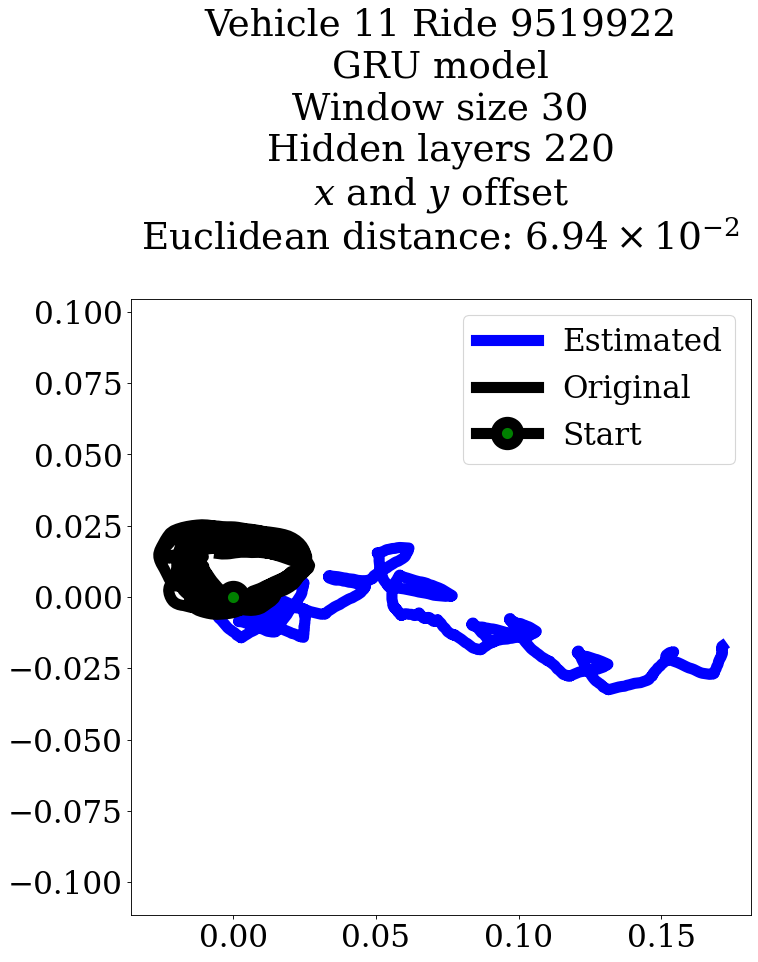 Vehicle 11 Ride 9519922
GRU model
Window size 30
Hidden layers 220
x and y offset
Euclidean distance: 6.94 × 10⁻²
Estimated
Original
Start
0.100
0.075
0.050
0.025
0.000
−0.025
−0.050
−0.075
−0.100
0.00 0.05 0.10 0.15